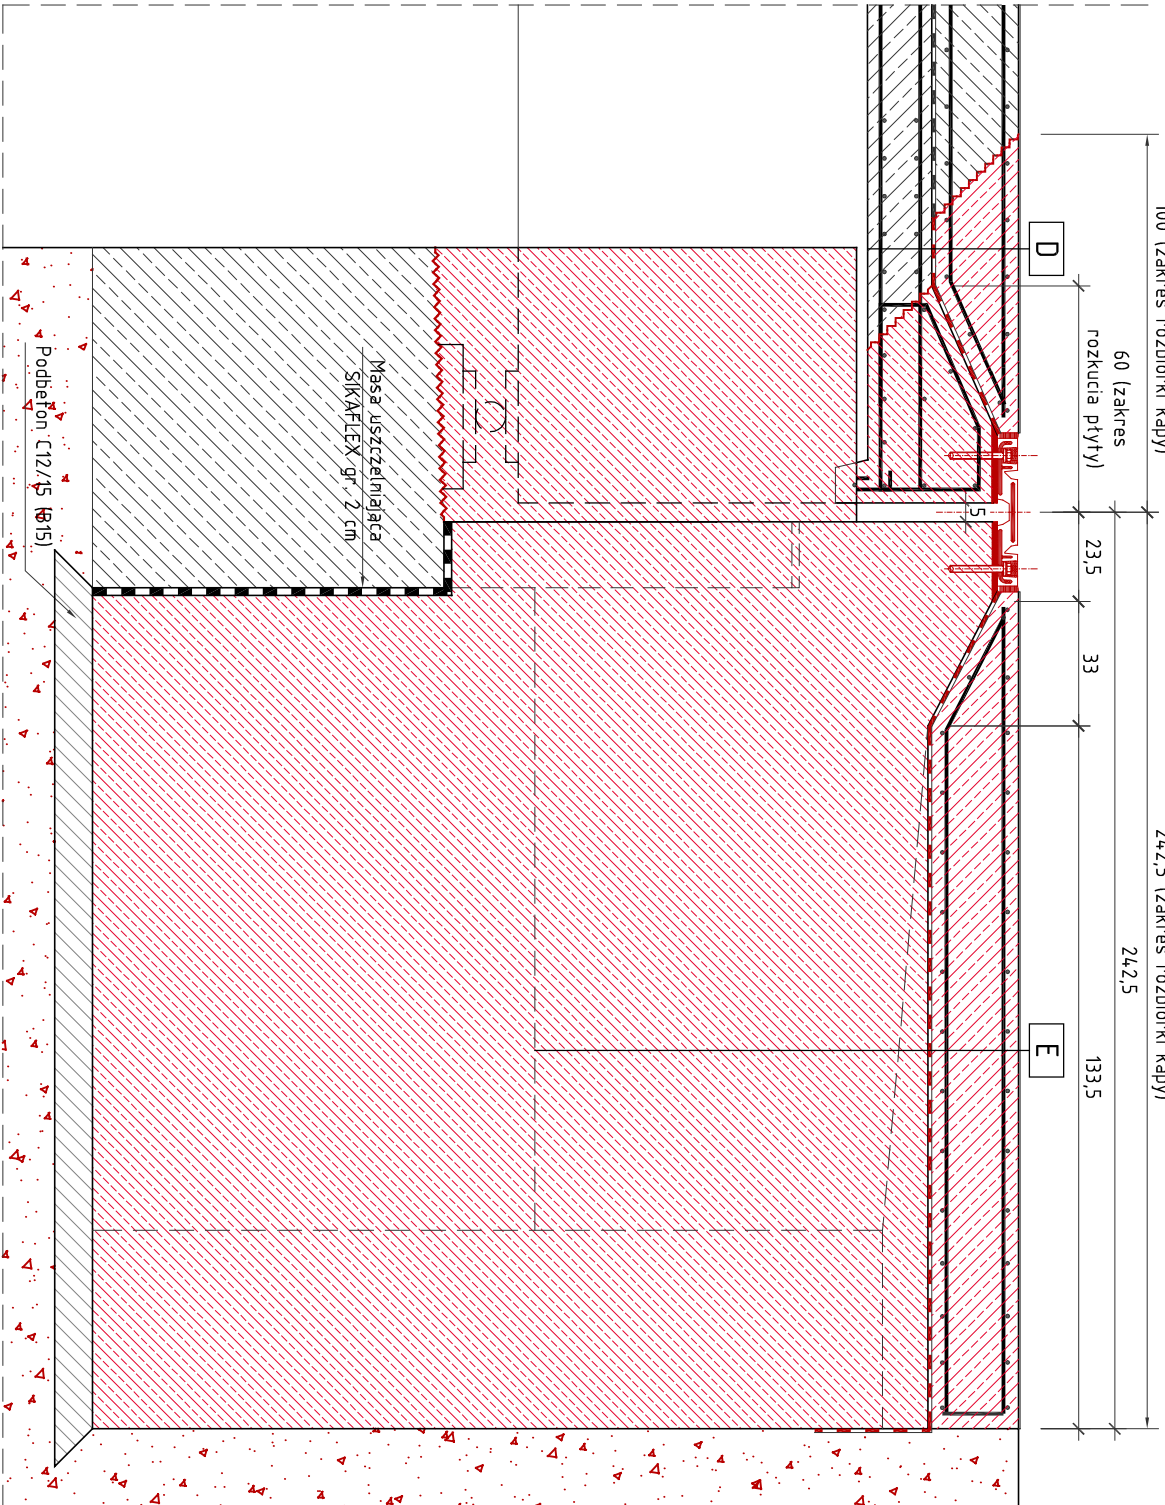 100 (zakres rozbiórki kapy)
60 (zakres
rozkucia płyty)
D
5
23,5
33
242,5 (zakres rozbiórki kapy)
242,5
133,5
E
Masa uszczelniająca
SIKAFLEX gr. 2 cm
Podbeton C12/15 (B15)